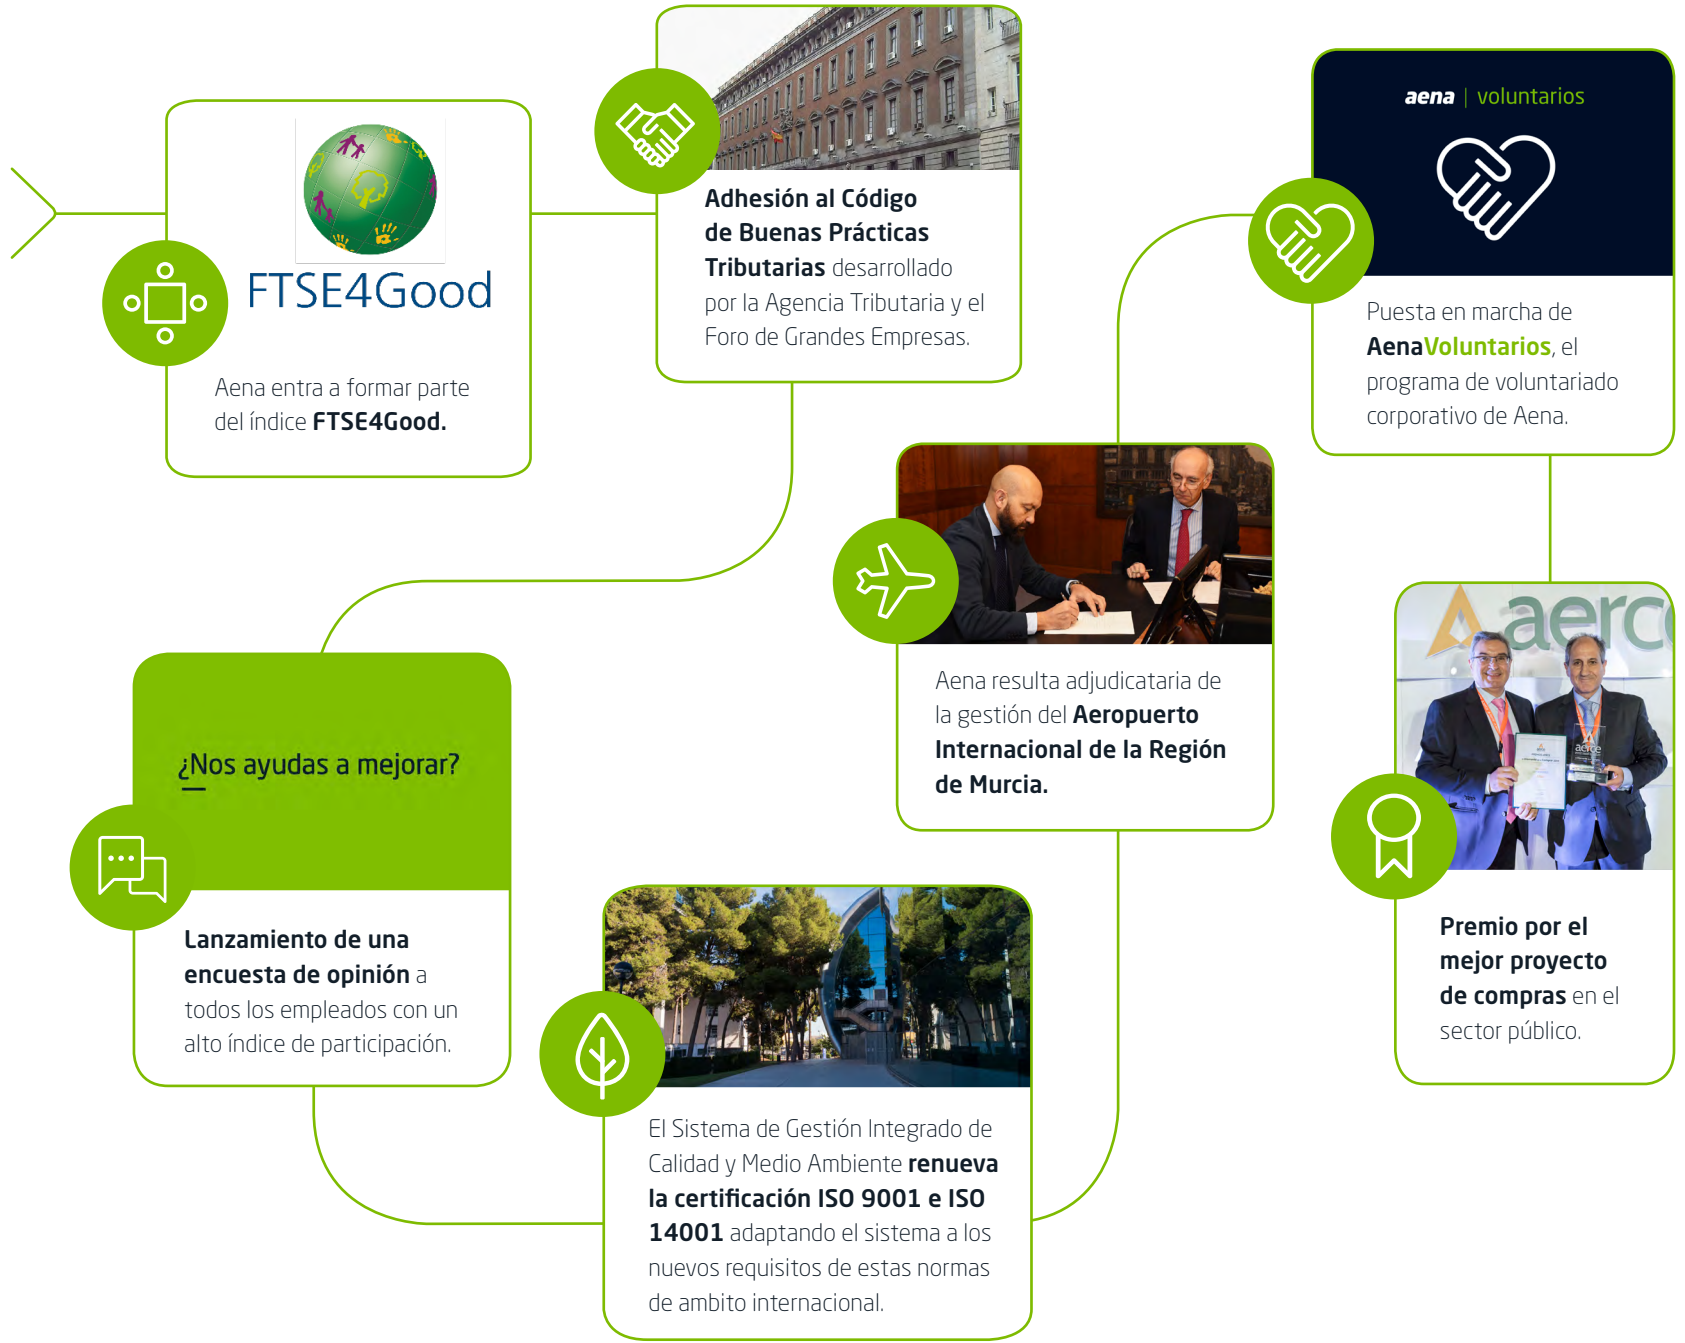 FTSE4Good
Aena entra a formar parte
del índice FTSE4Good.
Adhesión al Código
de Buenas Prácticas
Tributarias desarrollado
por la Agencia Tributaria y el
Foro de Grandes Empresas.
¿Nos ayudas a mejorar?
Lanzamiento de una
encuesta de opinión a
todos los empleados con un
alto índice de participación.
El Sistema de Gestión Integrado de
Calidad y Medio Ambiente renueva
la certificación ISO 9001 e ISO
14001 adaptando el sistema a los
nuevos requisitos de estas normas
de ambito internacional.
Aena resulta adjudicataria de
la gestión del Aeropuerto
Internacional de la Región
de Murcia.
aena | voluntarios
Puesta en marcha de
AenaVoluntarios, el
programa de voluntariado
corporativo de Aena.
aerce
aerce
Premio por el
mejor proyecto
de compras en el
sector público.